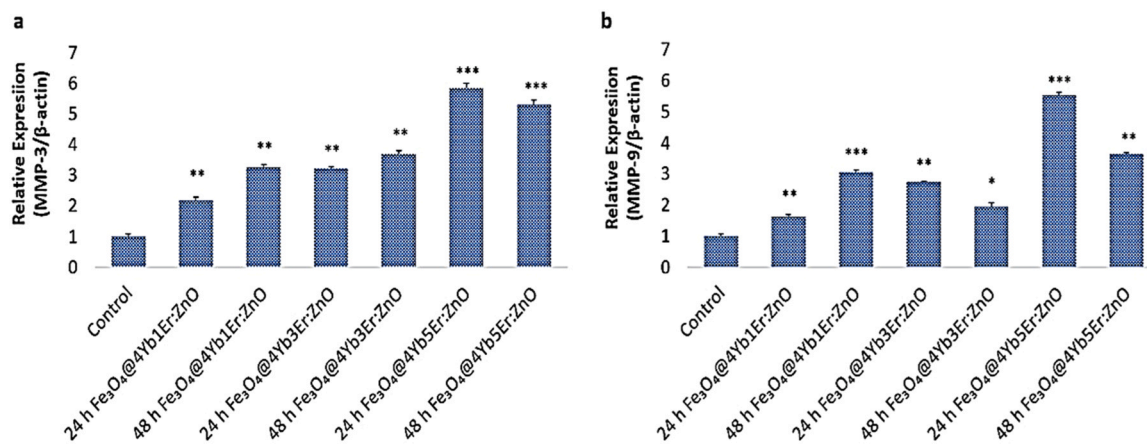 a
Relative Expresiion
(MMP-3/β-actin)
7
6
5
4
3
2
1
0
**
**
**
**
***
***
Control
24 h Fe₃O₄@4Yb1Er:ZnO
48 h Fe₃O₄@4Yb1Er:ZnO
24 h Fe₃O₄@4Yb3Er:ZnO
48 h Fe₃O₄@4Yb3Er:ZnO
24 h Fe₃O₄@4Yb5Er:ZnO
48 h Fe₃O₄@4Yb5Er:ZnO
b
Relative Expression
(MMP-9/β-actin)
7
6
5
4
3
2
1
0
**
***
**
*
***
**
Control
24 h Fe₃O₄@4Yb1Er:ZnO
48 h Fe₃O₄@4Yb1Er:ZnO
24 h Fe₃O₄@4Yb3Er:ZnO
48 h Fe₃O₄@4Yb3Er:ZnO
24 h Fe₃O₄@4Yb5Er:ZnO
48 h Fe₃O₄@4Yb5Er:ZnO